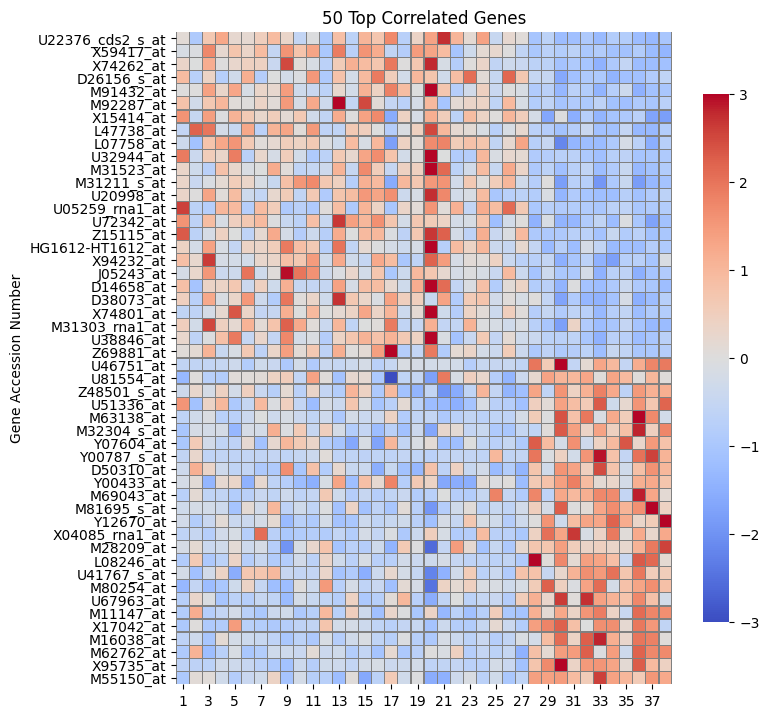 50 Top Correlated Genes
Gene Accession Number
U22376_cds2_s_at
X59417_at
X74262_at
D26156_s_at
M91432_at
M92287_at
X15414_at
L47738_at
L07758_at
U32944_at
M31523_at
M31211_s_at
U20998_at
U05259_rna1_at
U72342_at
Z15115_at
HG1612-HT1612_at
X94232_at
J05243_at
D14658_at
D38073_at
X74801_at
M31303_rna1_at
U38846_at
Z69881_at
U46751_at
U81554_at
Z48501_s_at
U51336_at
M63138_at
M32304_s_at
Y07604_at
Y00787_s_at
D50310_at
Y00433_at
M69043_at
M81695_s_at
Y12670_at
X04085_rna1_at
M28209_at
L08246_at
U41767_s_at
M80254_at
U67963_at
M11147_at
X17042_at
M16038_at
M62762_at
X95735_at
M55150_at
1 3 5 7 9 11 13 15 17 19 21 23 25 27 29 31 33 35 37
3
2
1
0
−1
−2
−3